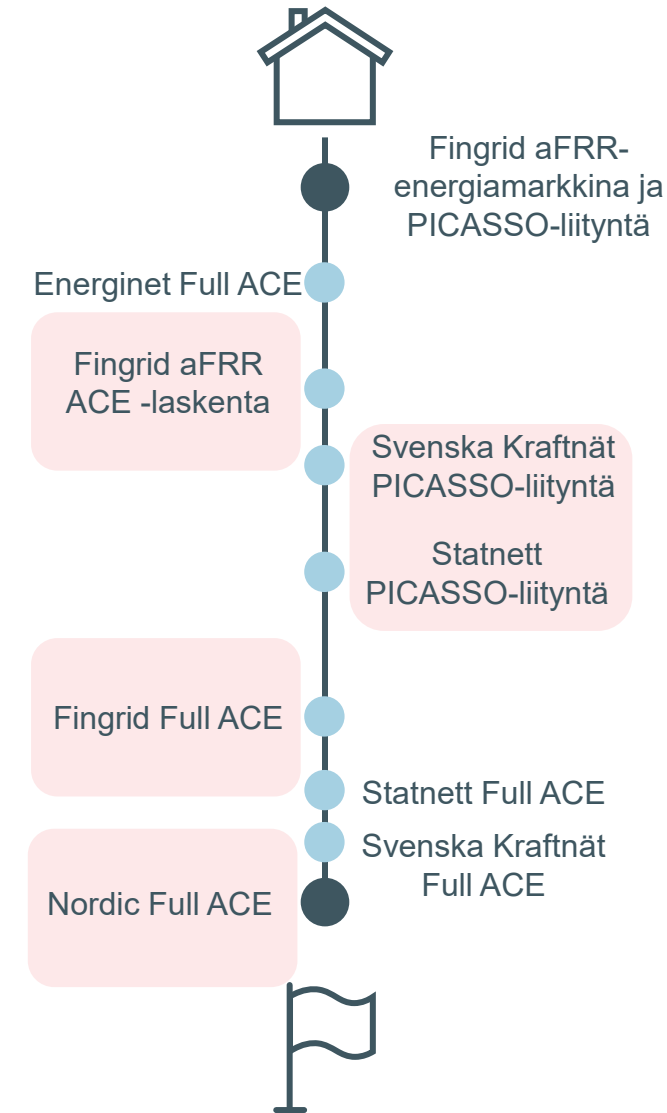 Fingrid aFRR-
energiamarkkina ja
PICASSO-liityntä
Energinet Full ACE
Fingrid aFRR
ACE -laskenta
Svenska Kraftnät
PICASSO-liityntä
Statnett
PICASSO-liityntä
Fingrid Full ACE
Statnett Full ACE
Svenska Kraftnät
Full ACE
Nordic Full ACE